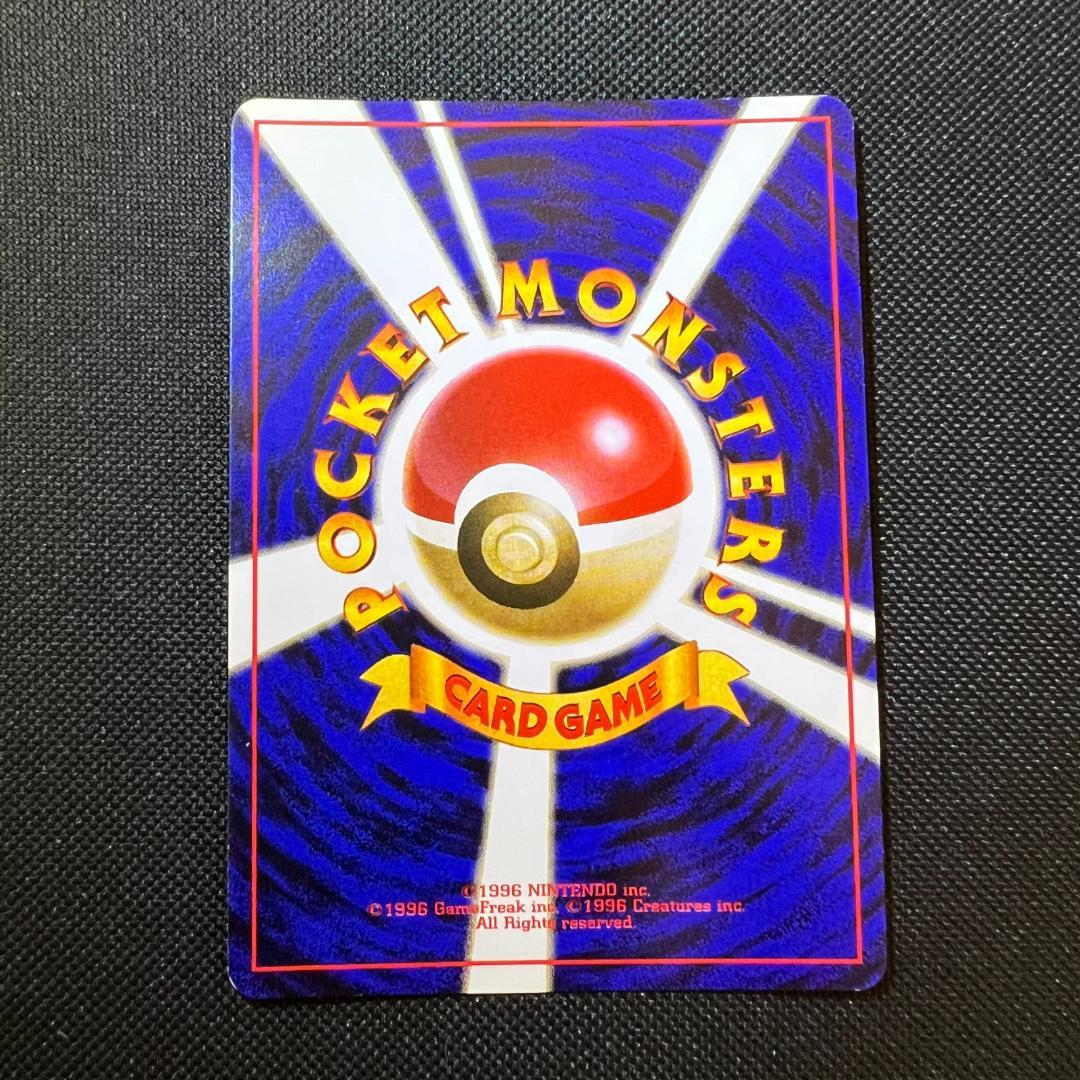 POCKET MONSTERS
CARD GAME
©1996 NINTENDO inc.
©1996 GameFreak inc. ©1996 Creatures inc.
All Rights reserved.